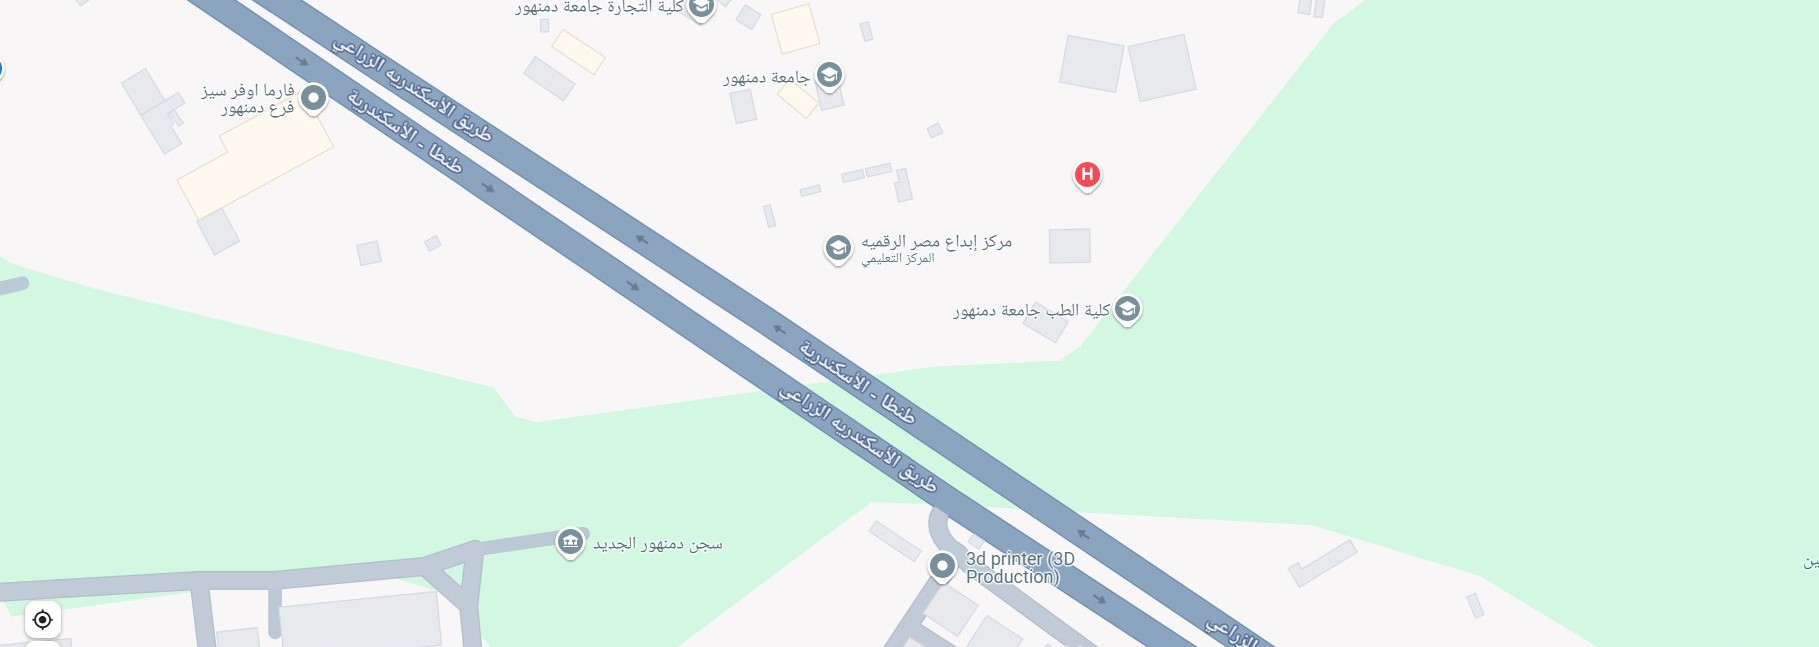 كلية التجارة جامعة دمنهور
طريق الأسكندريه الزراعي
جامعة دمنهور
فارما اوفر سيز
فرع دمنهور
طنطا - الأسكندرية
H
مركز إبداع مصر الرقميه
المركز التعليمي
كلية الطب جامعة دمنهور
طنطا - الأسكندرية
طريق الأسكندريه الزراعي
سجن دمنهور الجديد
3d printer (3D
Production)
الزراعي